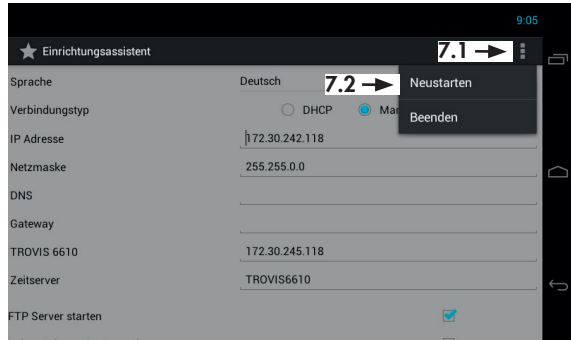 9:05
Einrichtungsassistent 7.1
Sprache Deutsch 7.2 Neustarten
Verbindungstyp DHCP Beenden
IP Adresse 172.30.242.118
Netzmaske 255.255.0.0
DNS
Gateway
TROVIS 6610 172.30.245.118
Zeitserver TROVIS6610
FTP Server starten